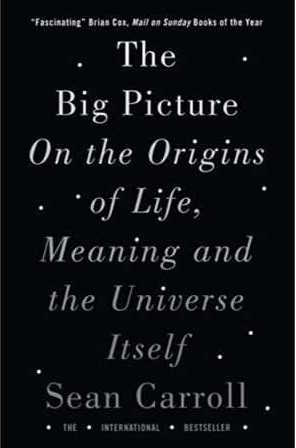 "Fascinating" Brian Cox, Mail on Sunday Books of the Year
The
Big Picture
On the Origins
of Life,
Meaning and
the Universe
Itself
Sean Carroll
THE • INTERNATIONAL • BESTSELLER